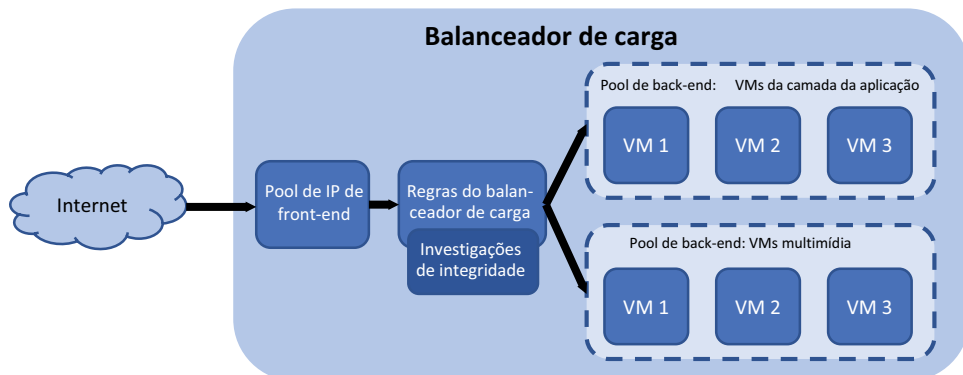 Balanceador de carga
Pool de back-end: VMs da camada da aplicação
VM 1
VM 2
VM 3
Internet
Pool de IP de
front-end
Regras do balan-
ceador de carga
Investigações
de integridade
Pool de back-end: VMs multimídia
VM 1
VM 2
VM 3